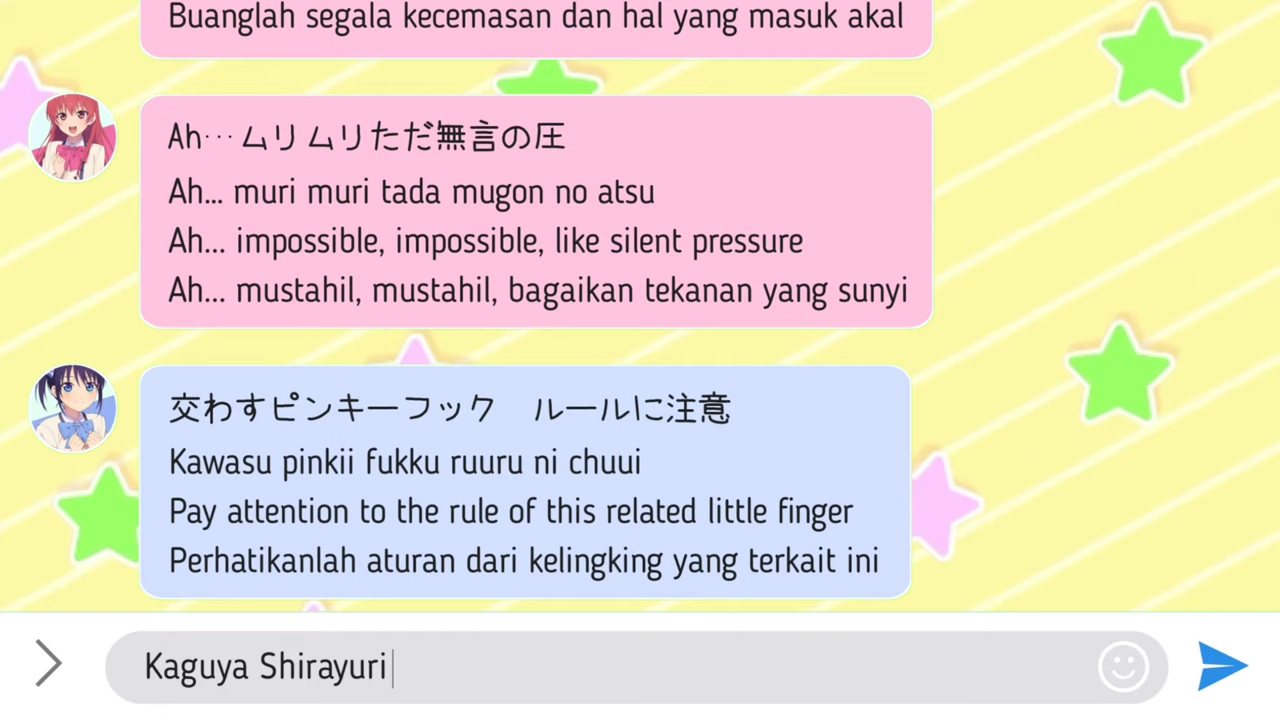 Buanglah segala kecemasan dan hal yang masuk akal
Ah…ムリムリただ無言の圧
Ah... muri muri tada mugon no atsu
Ah... impossible, impossible, like silent pressure
Ah... mustahil, mustahil, bagaikan tekanan yang sunyi
交わすピンキーフック　ルールに注意
Kawasu pinkii fukku ruuru ni chuui
Pay attention to the rule of this related little finger
Perhatikanlah aturan dari kelingking yang terkait ini
Kaguya Shirayuri